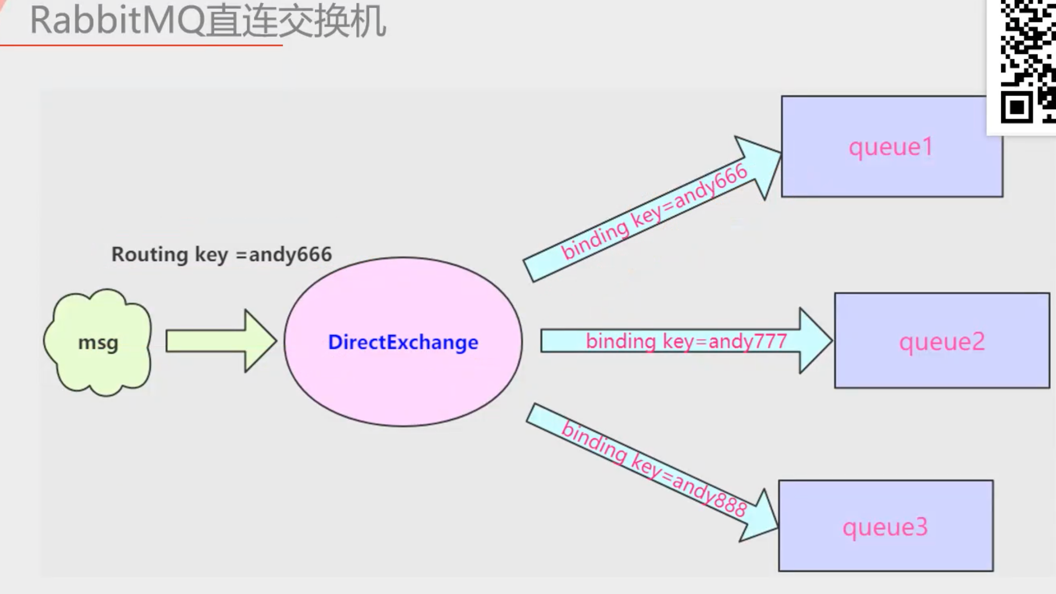 RabbitMQ直连交换机
queue1
binding key=andy666
Routing key =andy666
msg
DirectExchange
binding key=andy777
queue2
binding key=andy888
queue3